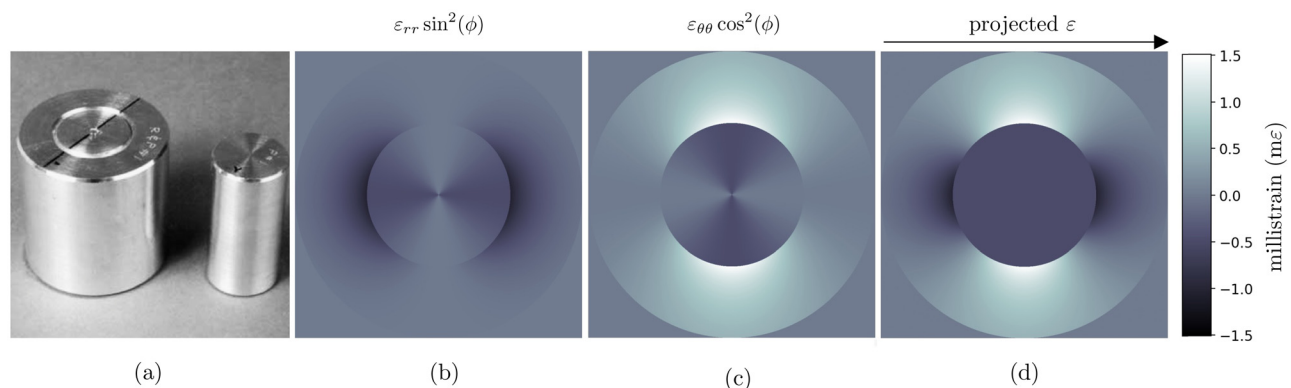 ε_rr sin²(ϕ)
ε_θθ cos²(ϕ)
projected ε
1.5
1.0
0.5
0.0
−0.5
−1.0
−1.5
millistrain (mε)
(a)
(b)
(c)
(d)